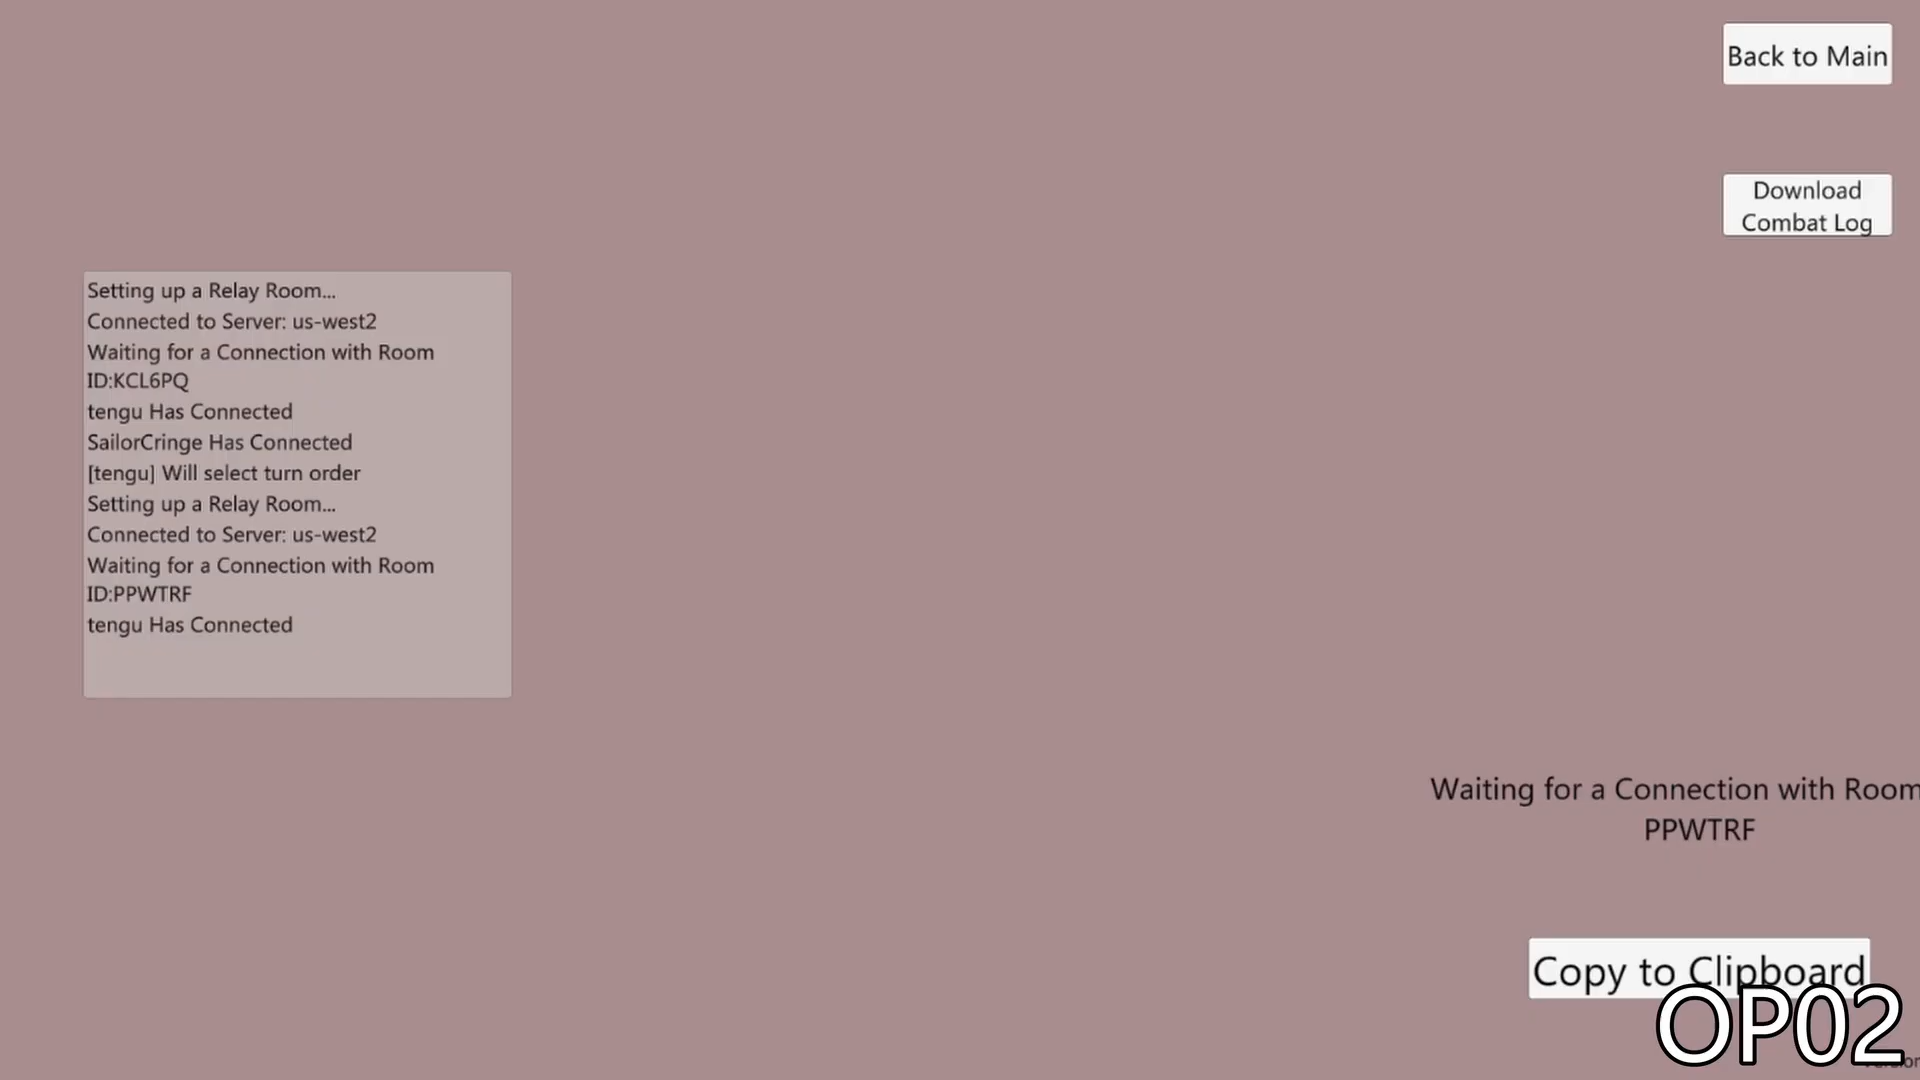 Back to Main
Download
Combat Log
Setting up a Relay Room...
Connected to Server: us-west2
Waiting for a Connection with Room
ID:KCL6PQ
tengu Has Connected
SailorCringe Has Connected
[tengu] Will select turn order
Setting up a Relay Room...
Connected to Server: us-west2
Waiting for a Connection with Room
ID:PPWTRF
tengu Has Connected
Waiting for a Connection with Room
PPWTRF
Copy to Clipboard
OP02